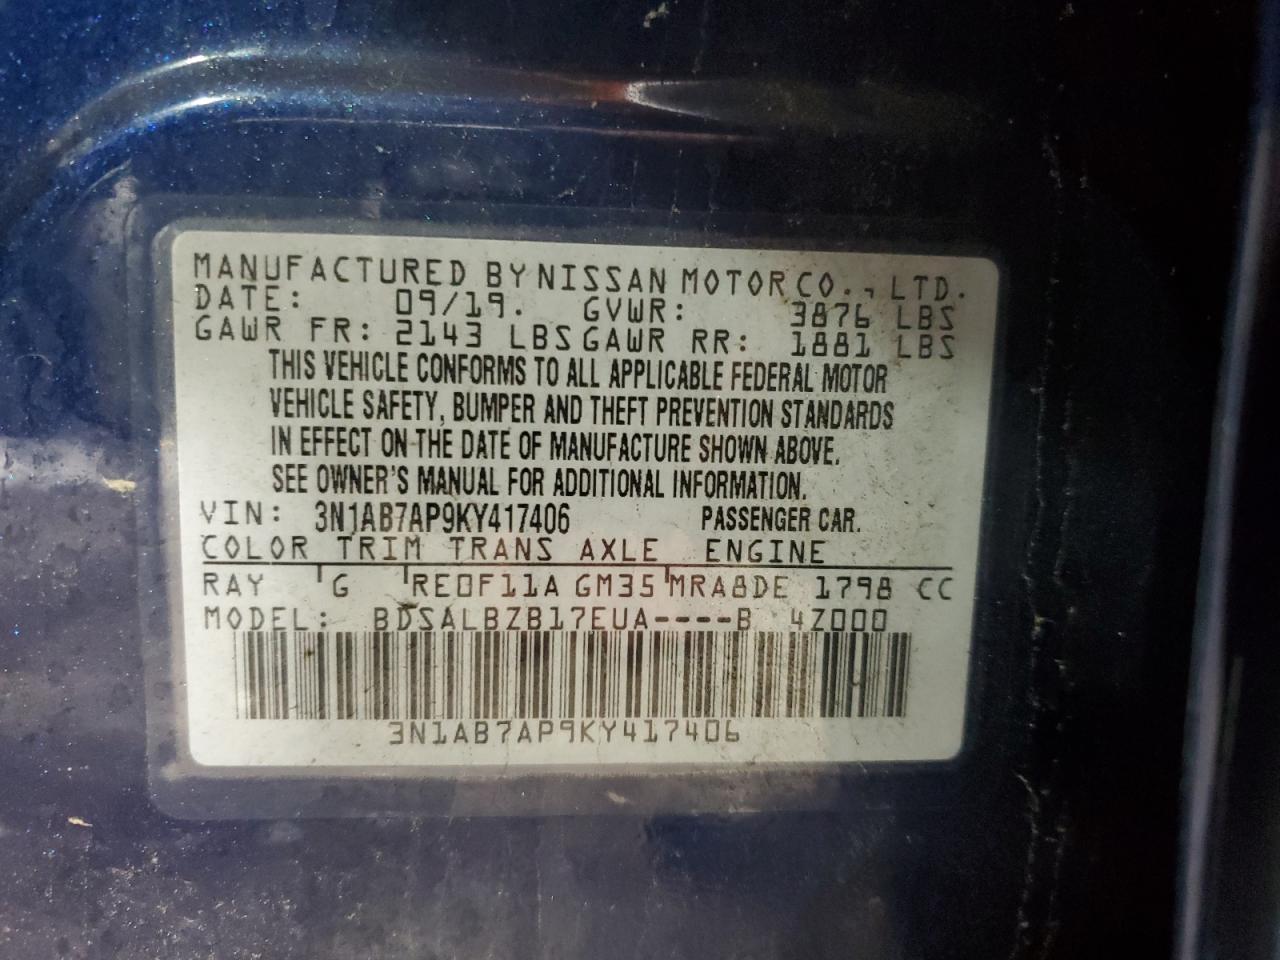 MANUFACTURED BY NISSAN MOTOR CO., LTD.
DATE: 09/19. GVWR: 3876 LBS
GAWR FR: 2143 LBS GAWR RR: 1881 LBS
THIS VEHICLE CONFORMS TO ALL APPLICABLE FEDERAL MOTOR
VEHICLE SAFETY, BUMPER AND THEFT PREVENTION STANDARDS
IN EFFECT ON THE DATE OF MANUFACTURE SHOWN ABOVE.
SEE OWNER'S MANUAL FOR ADDITIONAL INFORMATION.
VIN: 3N1AB7AP9KY417406 PASSENGER CAR.
COLOR TRIM TRANS AXLE ENGINE
RAY G RE0F11A GM35 MRA8DE 1798 CC
MODEL: BDSALBZB17EUA----B 4Z000
3N1AB7AP9KY417406